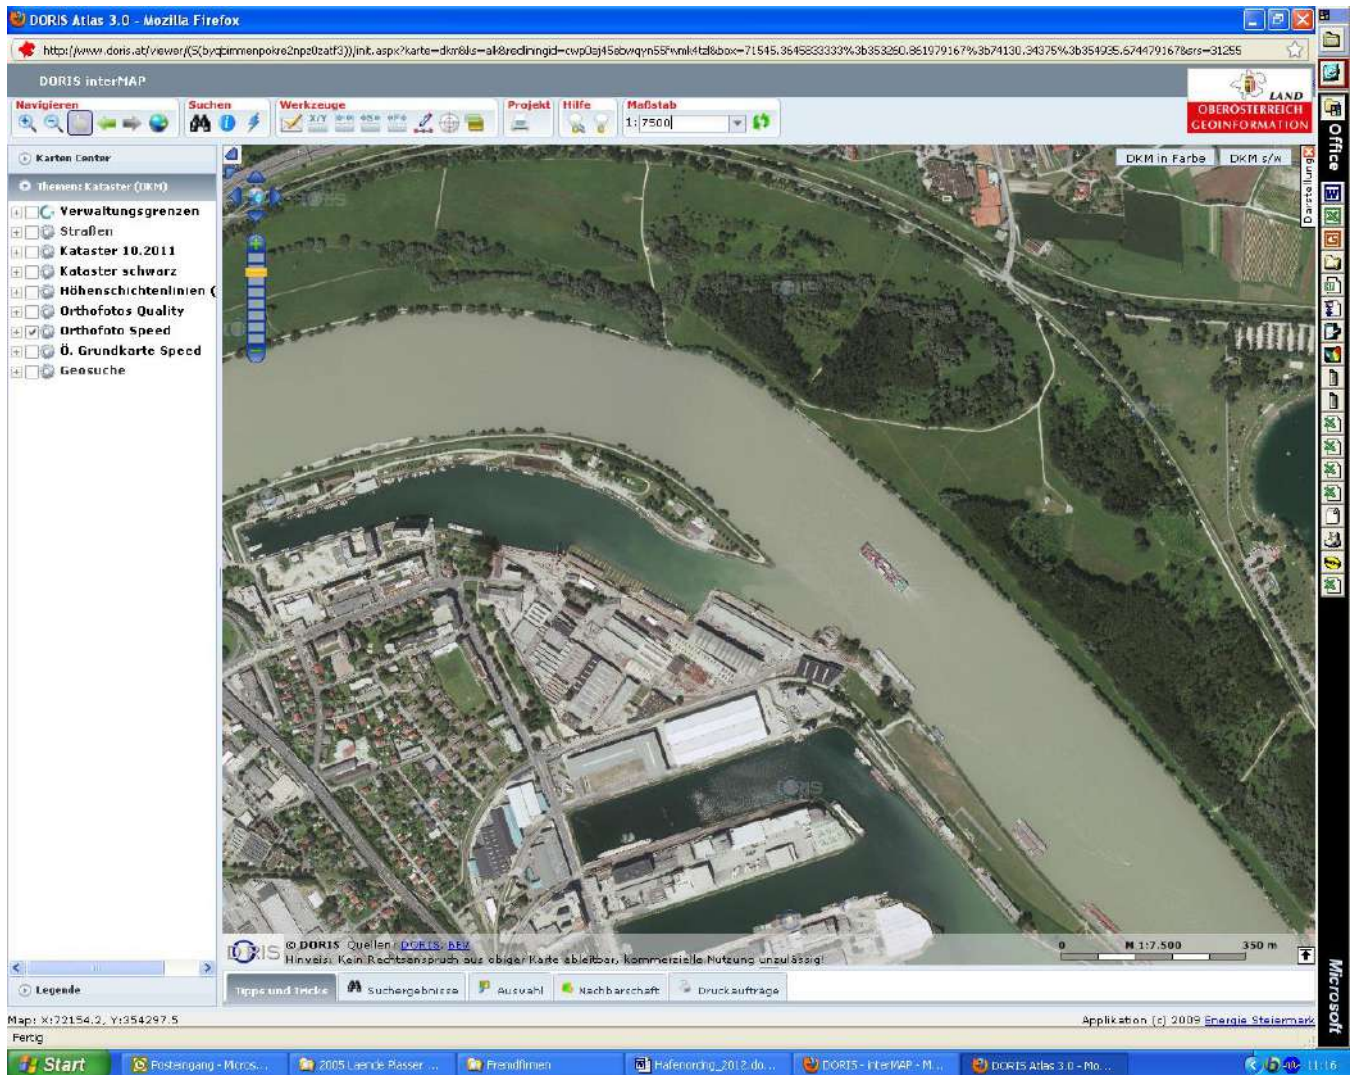 DORIS Atlas 3.0 - Mozilla Firefox
DORIS interMAP
LAND
OBERÖSTERREICH
GEOINFORMATION
Navigieren Suchen Werkzeuge Projekt Hilfe Maßstab
X/Y
1: 7500
Karten Center
Themen: Kataster (DKM)
Verwaltungsgrenzen
Straßen
Kataster 10.2011
Kataster schwarz
Höhenschichtenlinien (
Orthofotos Quality
Orthofoto Speed
Ö. Grundkarte Speed
Geosuche
DKM in Farbe DKM s/w
Darstellung
Office
DORIS
© DORIS Quellen: DORIS, BEV
Hinweis: Kein Rechtsanspruch aus obiger Karte ableitbar, kommerzielle Nutzung unzulässig!
0 M 1:7.500 350 m
Legende
Tipps und Tricks Suchergebnisse Auswahl Nachbarschaft Druckaufträge
Map: X:72154.2, Y:354297.5
Applikation (c) 2009 Energie Steiermark
Fertig
Microsoft
Start Posteingang - Micros... 2005 Laende Plasser ... Fremdfirmen Hafenordng_2012.do... DORIS - interMAP - M... DORIS Atlas 3.0 - Mo... 11:16